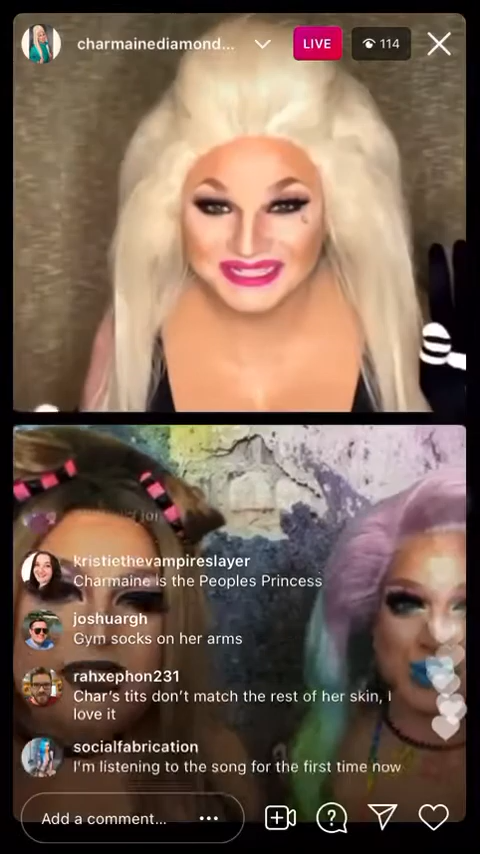 charmainediamond...
LIVE
114
kristiethevampireslayer
Charmaine is the Peoples Princess
joshuargh
Gym socks on her arms
rahxephon231
Char's tits don't match the rest of her skin, I
love it
socialfabrication
I'm listening to the song for the first time now
Add a comment...